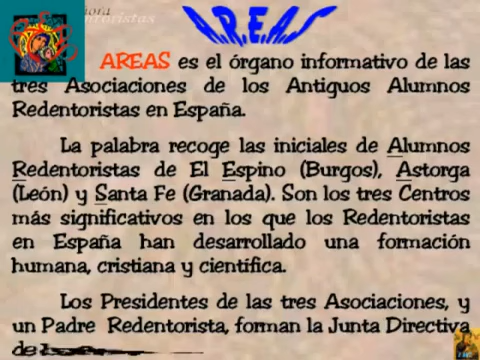 A.R.E.A.S
AREAS es el órgano informativo de las
tres Asociaciones de los Antiguos Alumnos
Redentoristas en España.
La palabra recoge las iniciales de Alumnos
Redentoristas de El Espino (Burgos), Astorga
(León) y Santa Fe (Granada). Son los tres Centros
más significativos en los que los Redentoristas
en España han desarrollado una formación
humana, cristiana y científica.
Los Presidentes de las tres Asociaciones, y
un Padre Redentorista, forman la Junta Directiva
de